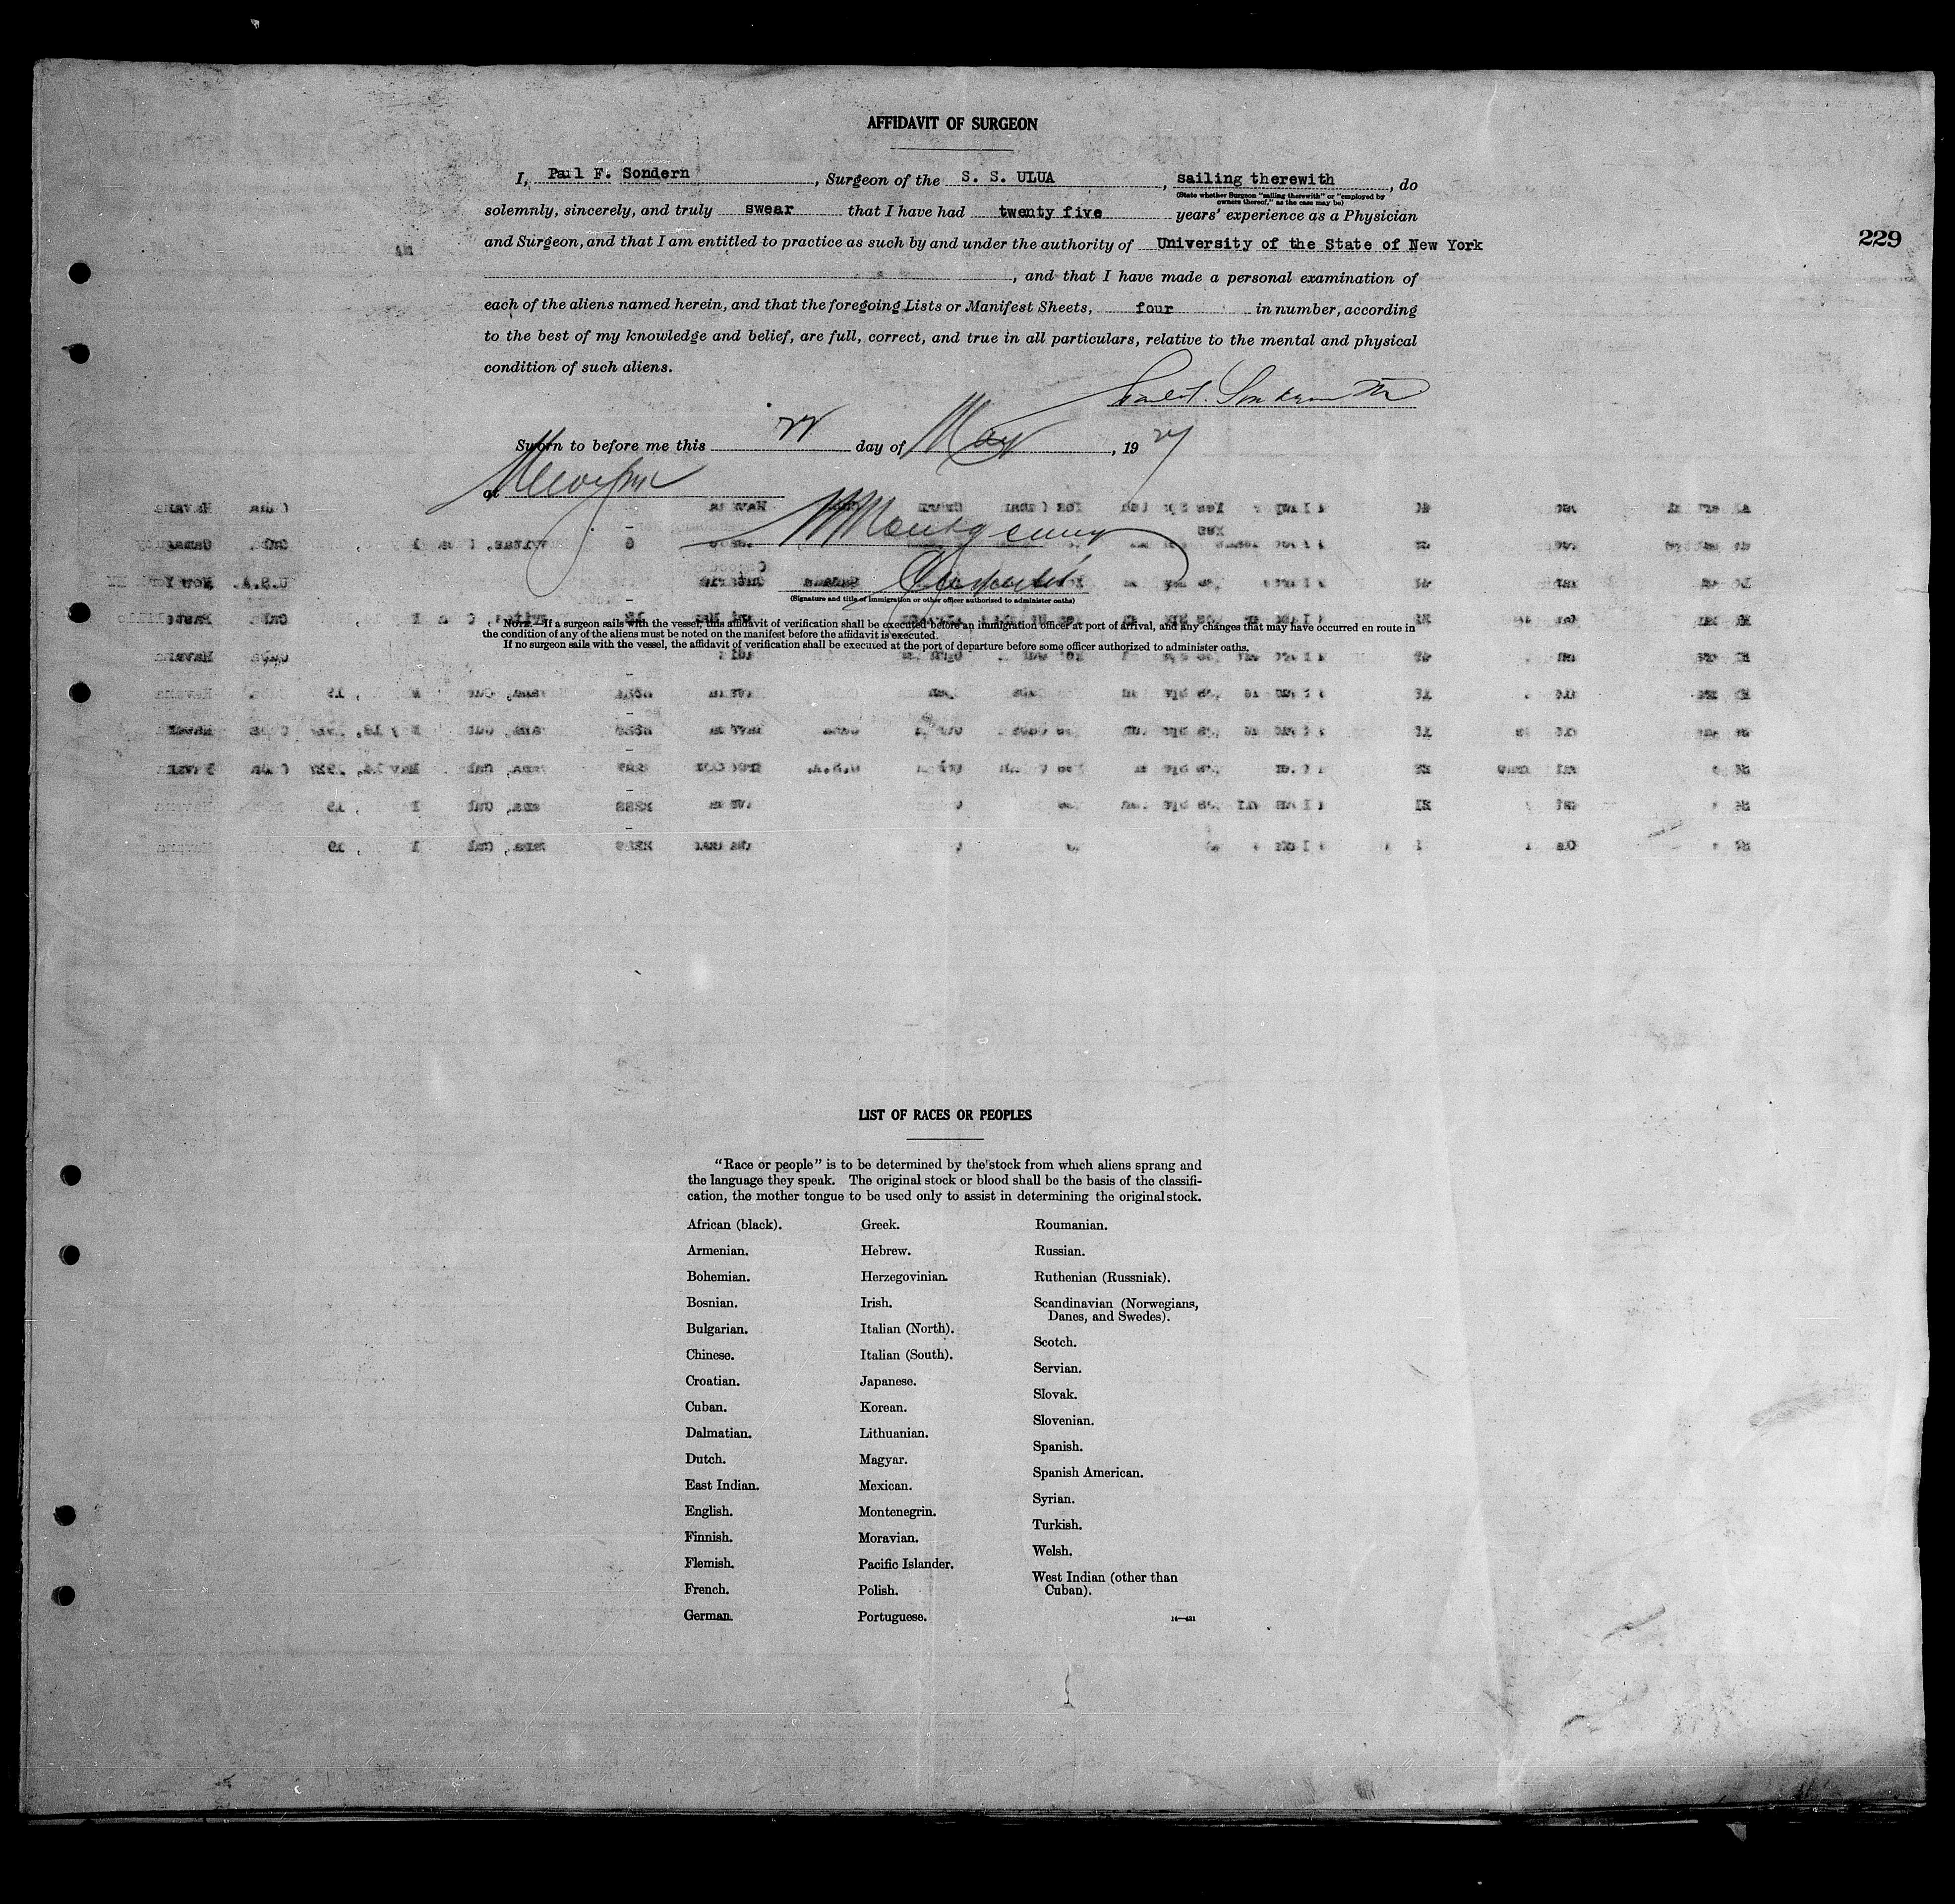 AFFIDAVIT OF SURGEON
I, Paul F. Sondern, Surgeon of the S. S. ULUA, sailing therewith, do
(State whether Surgeon "sailing therewith" or "employed by
owners thereof," as the case may be)
solemnly, sincerely, and truly swear that I have had twenty five years' experience as a Physician
and Surgeon, and that I am entitled to practice as such by and under the authority of University of the State of New York
229
, and that I have made a personal examination of
each of the aliens named herein, and that the foregoing Lists or Manifest Sheets, four in number, according
to the best of my knowledge and belief, are full, correct, and true in all particulars, relative to the mental and physical
condition of such aliens.
Sworn to before me this 22 day of May, 1927
at New York
Montgomery
(Signature and title of Immigration or other officer authorized to administer oaths)
NOTE.—If a surgeon sails with the vessel, this affidavit of verification shall be executed before an immigration officer at port of arrival, and any changes that may have occurred en route in
the condition of any of the aliens must be noted on the manifest before the affidavit is executed.
If no surgeon sails with the vessel, the affidavit of verification shall be executed at the port of departure before some officer authorized to administer oaths.
LIST OF RACES OR PEOPLES
"Race or people" is to be determined by the stock from which aliens sprang and
the language they speak. The original stock or blood shall be the basis of the classifi-
cation, the mother tongue to be used only to assist in determining the original stock.
African (black).
Armenian.
Bohemian.
Bosnian.
Bulgarian.
Chinese.
Croatian.
Cuban.
Dalmatian.
Dutch.
East Indian.
English.
Finnish.
Flemish.
French.
German.
Greek.
Hebrew.
Herzegovinian.
Irish.
Italian (North).
Italian (South).
Japanese.
Korean.
Lithuanian.
Magyar.
Mexican.
Montenegrin.
Moravian.
Pacific Islander.
Polish.
Portuguese.
Roumanian.
Russian.
Ruthenian (Russniak).
Scandinavian (Norwegians,
Danes, and Swedes).
Scotch.
Servian.
Slovak.
Slovenian.
Spanish.
Spanish American.
Syrian.
Turkish.
Welsh.
West Indian (other than
Cuban).
14—431